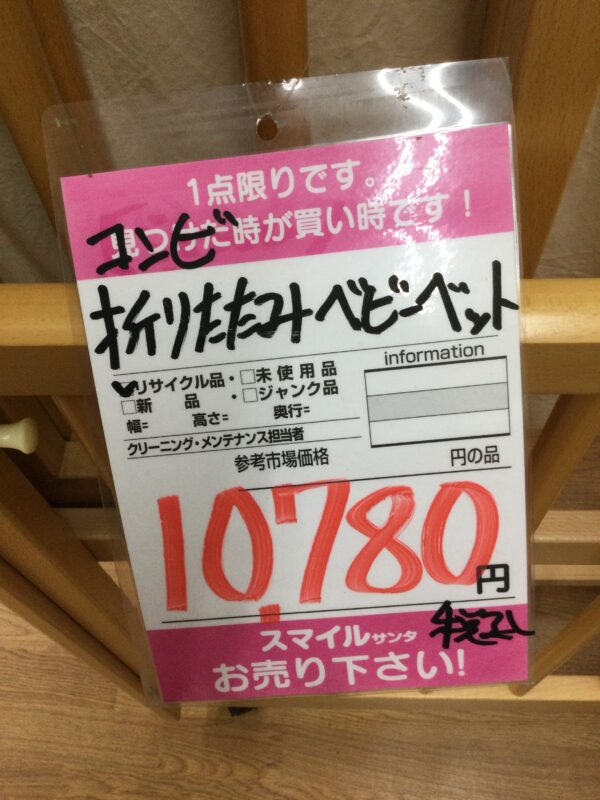 1点限りです。
見つけた時が買い時です!
コンビ
折りたたみベビーベット
リサイクル品・□未使用品
□新品・□ジャンク品
幅= 高さ= 奥行=
information
クリーニング・メンテナンス担当者
参考市場価格 円の品
10,780円
税込
スマイルサンタ
お売り下さい!